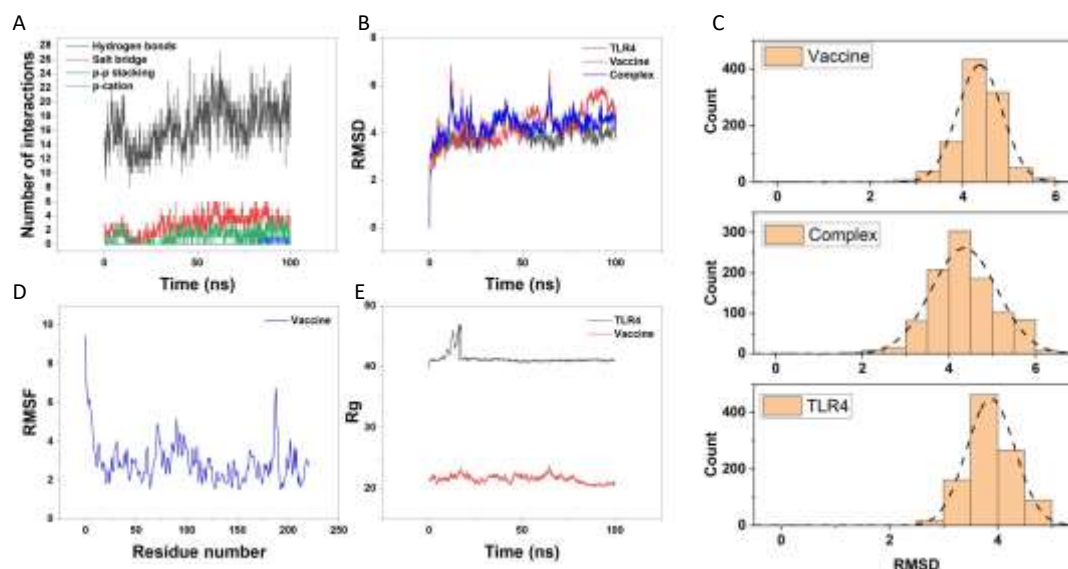 A
Hydrogen bonds
Salt bridge
p-p stacking
p-cation
Number of interactions
28
26
24
22
20
18
16
14
12
10
8
6
4
2
0
0
50
100
Time (ns)
B
TLR4
Vaccine
Complex
RMSD
8
6
4
2
0
0
50
100
Time (ns)
C
Vaccine
Count
400
200
0
0
2
4
6
Complex
Count
300
200
100
0
0
2
4
6
TLR4
Count
400
200
0
0
2
4
RMSD
D
Vaccine
RMSF
10
8
6
4
2
0
0
50
100
150
200
250
Residue number
E
TLR4
Vaccine
Rg
50
40
30
20
0
50
100
Time (ns)